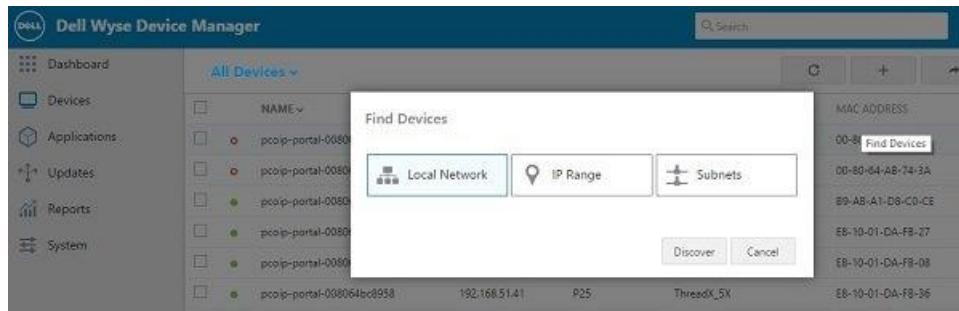 DELL Dell Wyse Device Manager Search
Dashboard
Devices
Applications
Updates
Reports
System
All Devices
NAME MAC ADDRESS
Find Devices
Local Network IP Range Subnets
Discover Cancel
Find Devices
pcoip-portal-0080
pcoip-portal-0080 00-80-64-AB-74-3A
pcoip-portal-0080 B9-AB-A1-D8-C0-CE
pcoip-portal-0080 E8-10-01-DA-FB-27
pcoip-portal-0080 E8-10-01-DA-FB-08
pcoip-portal-008064bc8958 192.168.51.41 P25 ThreadX_5X E8-10-01-DA-FB-36